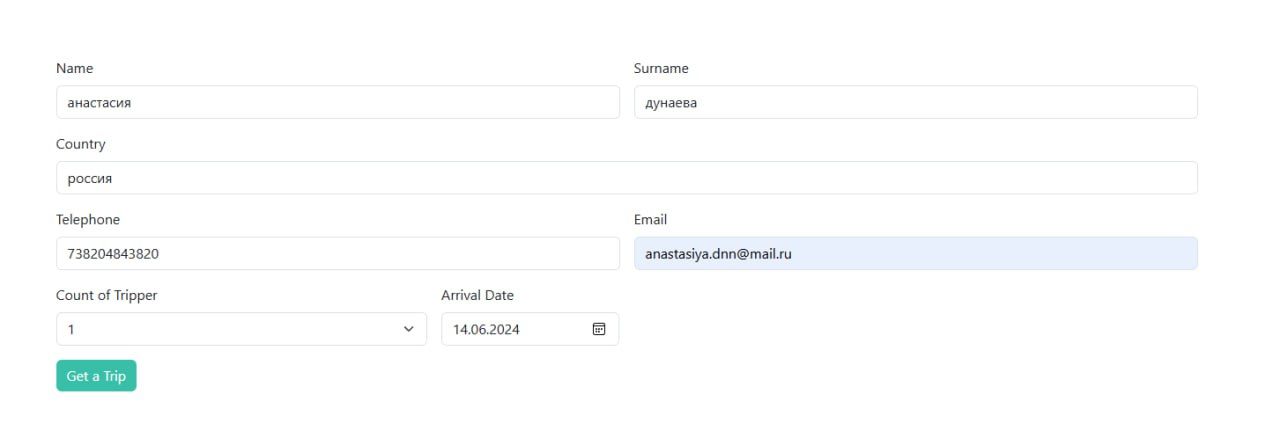 Name
Surname
анастасия
дунаева
Country
россия
Telephone
Email
738204843820
anastasiya.dnn@mail.ru
Count of Tripper
Arrival Date
1
14.06.2024
Get a Trip